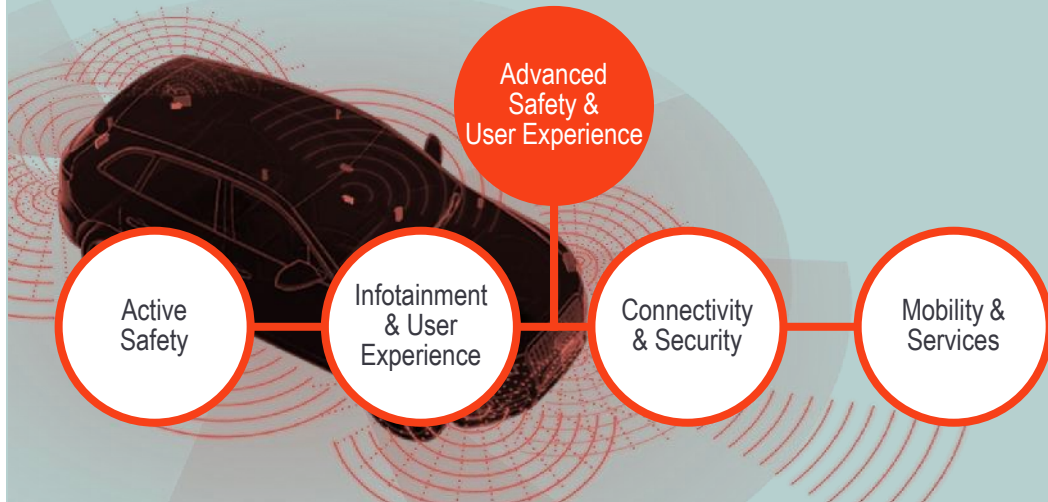 Advanced
Safety &
User Experience
Active
Safety
Infotainment
& User
Experience
Connectivity
& Security
Mobility &
Services